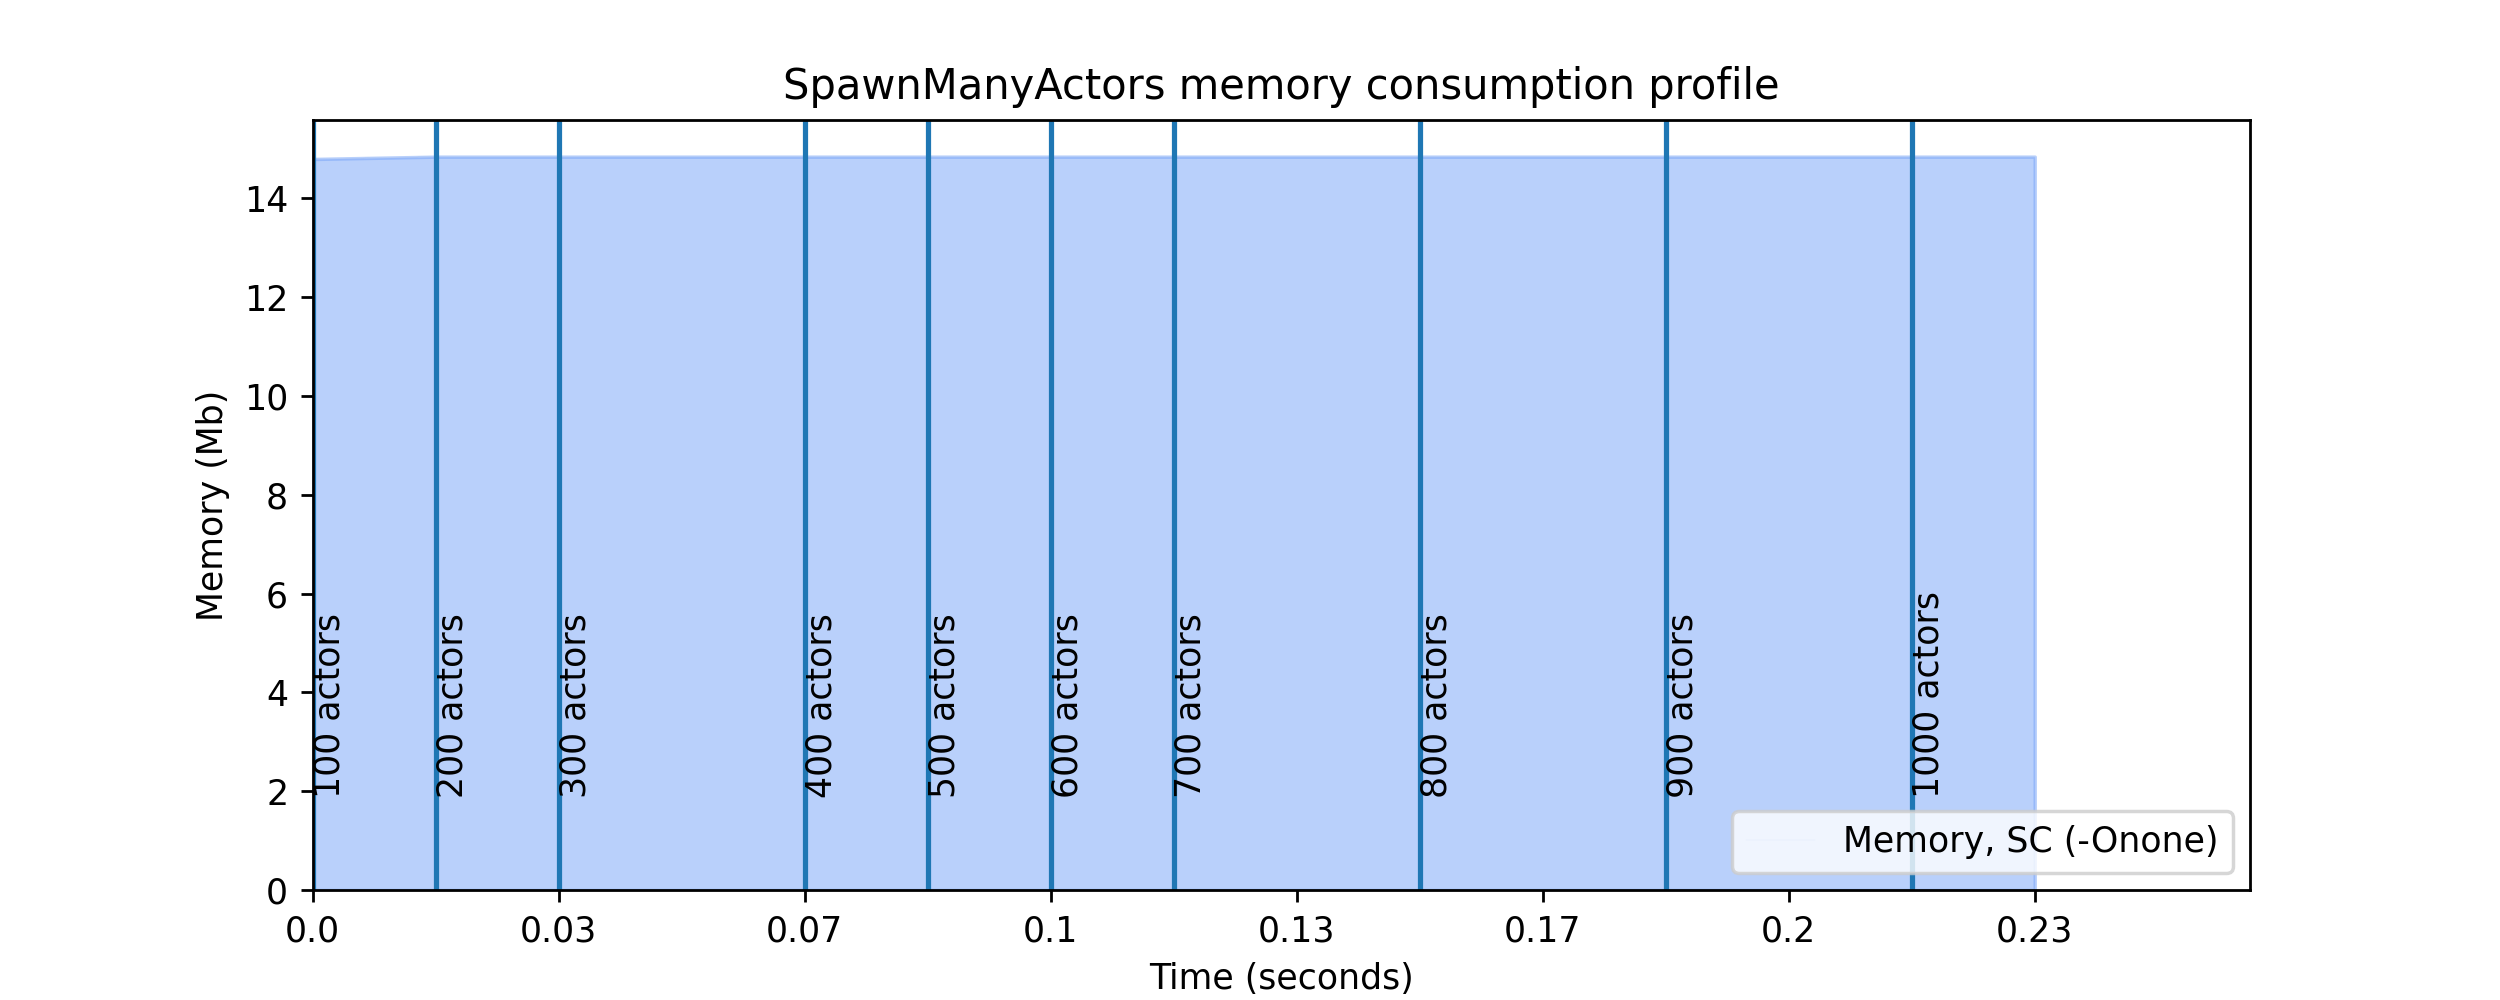 SpawnManyActors memory consumption profile
Memory (Mb)
14
12
10
8
6
4
2
0
100 actors
200 actors
300 actors
400 actors
500 actors
600 actors
700 actors
800 actors
900 actors
1000 actors
Memory, SC (-Onone)
0.0
0.03
0.07
0.1
0.13
0.17
0.2
0.23
Time (seconds)